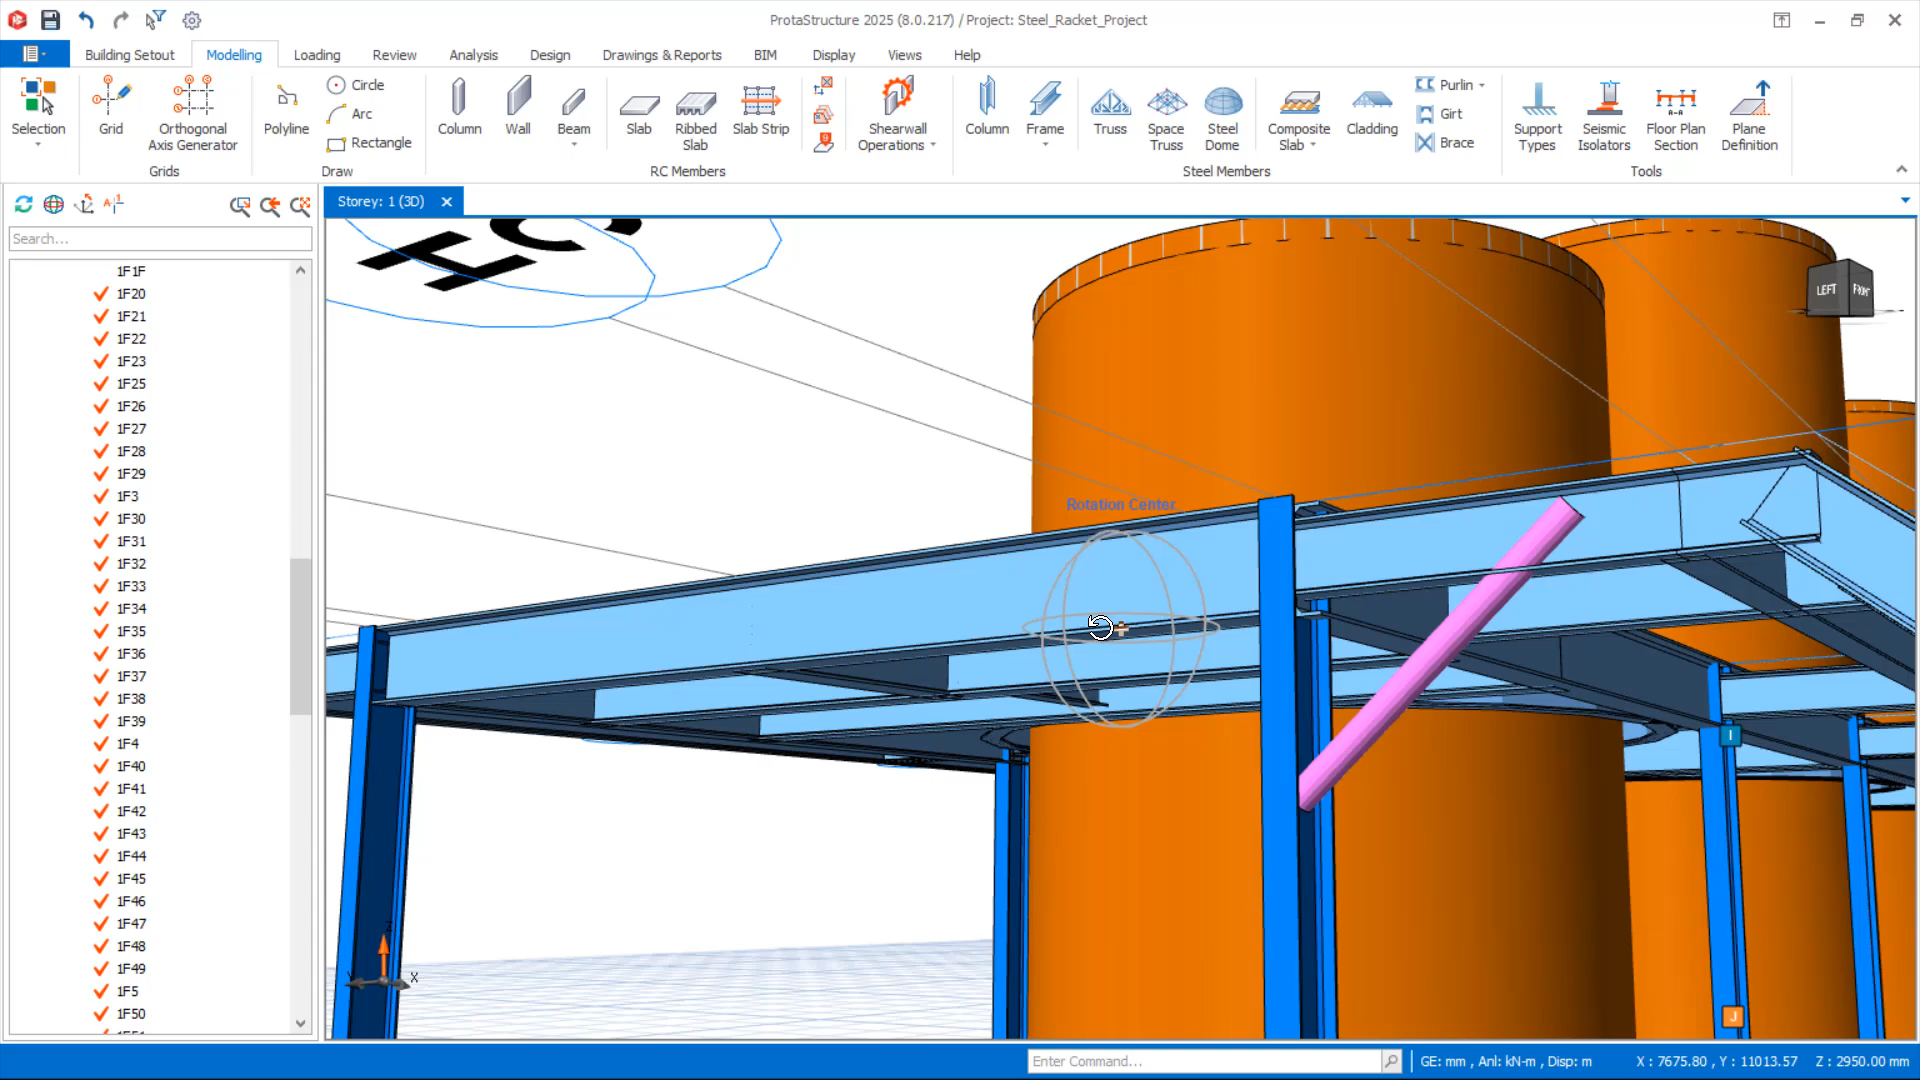 ProtaStructure 2025 (8.0.217) / Project: Steel_Racket_Project
Building Setout
Modelling
Loading
Review
Analysis
Design
Drawings & Reports
BIM
Display
Views
Help
Selection
Grid
Orthogonal
Axis Generator
Grids
Polyline
Circle
Arc
Rectangle
Draw
Column
Wall
Beam
Slab
Ribbed
Slab
Slab Strip
Shearwall
Operations
RC Members
Column
Frame
Truss
Space
Truss
Steel
Dome
Composite
Slab
Cladding
Purlin
Girt
Brace
Steel Members
Support
Types
Seismic
Isolators
Floor Plan
Section
Plane
Definition
Tools
Storey: 1 (3D)
Search...
1F1F
1F20
1F21
1F22
1F23
1F25
1F26
1F27
1F28
1F29
1F3
1F30
1F31
1F32
1F33
1F34
1F35
1F36
1F37
1F38
1F39
1F4
1F40
1F41
1F42
1F43
1F44
1F45
1F46
1F47
1F48
1F49
1F5
1F50
LEFT
FRONT
Rotation Center
I
J
X
Enter Command...
GE: mm , Anl: kN-m , Disp: m
X : 7675.80 , Y : 11013.57
Z : 2950.00 mm